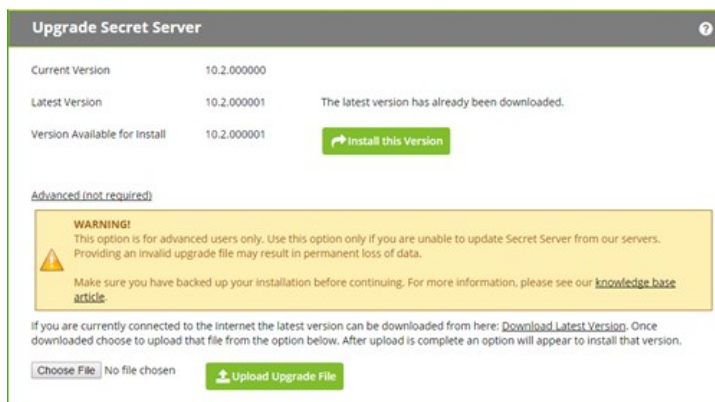 Upgrade Secret Server
?
Current Version 10.2.000000
Latest Version 10.2.000001 The latest version has already been downloaded.
Version Available for Install 10.2.000001 Install this Version
Advanced (not required)
WARNING!
This option is for advanced users only. Use this option only if you are unable to update Secret Server from our servers.
Providing an invalid upgrade file may result in permanent loss of data.
Make sure you have backed up your installation before continuing. For more information, please see our knowledge base
article.
If you are currently connected to the Internet the latest version can be downloaded from here: Download Latest Version. Once
downloaded choose to upload that file from the option below. After upload is complete an option will appear to install that version.
Choose File No file chosen Upload Upgrade File